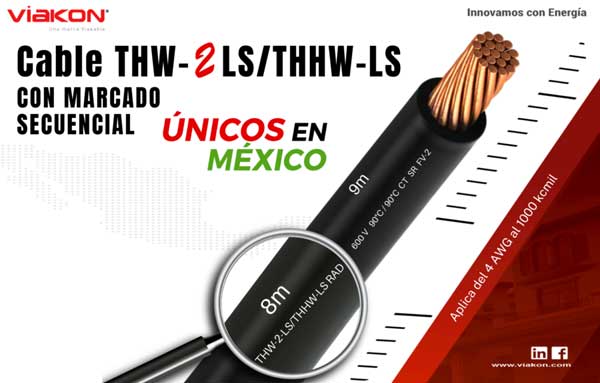 VIAKON®
Una marca Xignux
Innovamos con Energía
Cable THW-2 LS/THHW-LS
CON MARCADO
SECUENCIAL
ÚNICOS EN
MÉXICO
9m
600 V 90°C / 90°C CT SR FV-2
8m
THW-2-LS/THHW-LS RAD
Aplica del 4 AWG al 1000 kcmil
in f
www.viakon.com